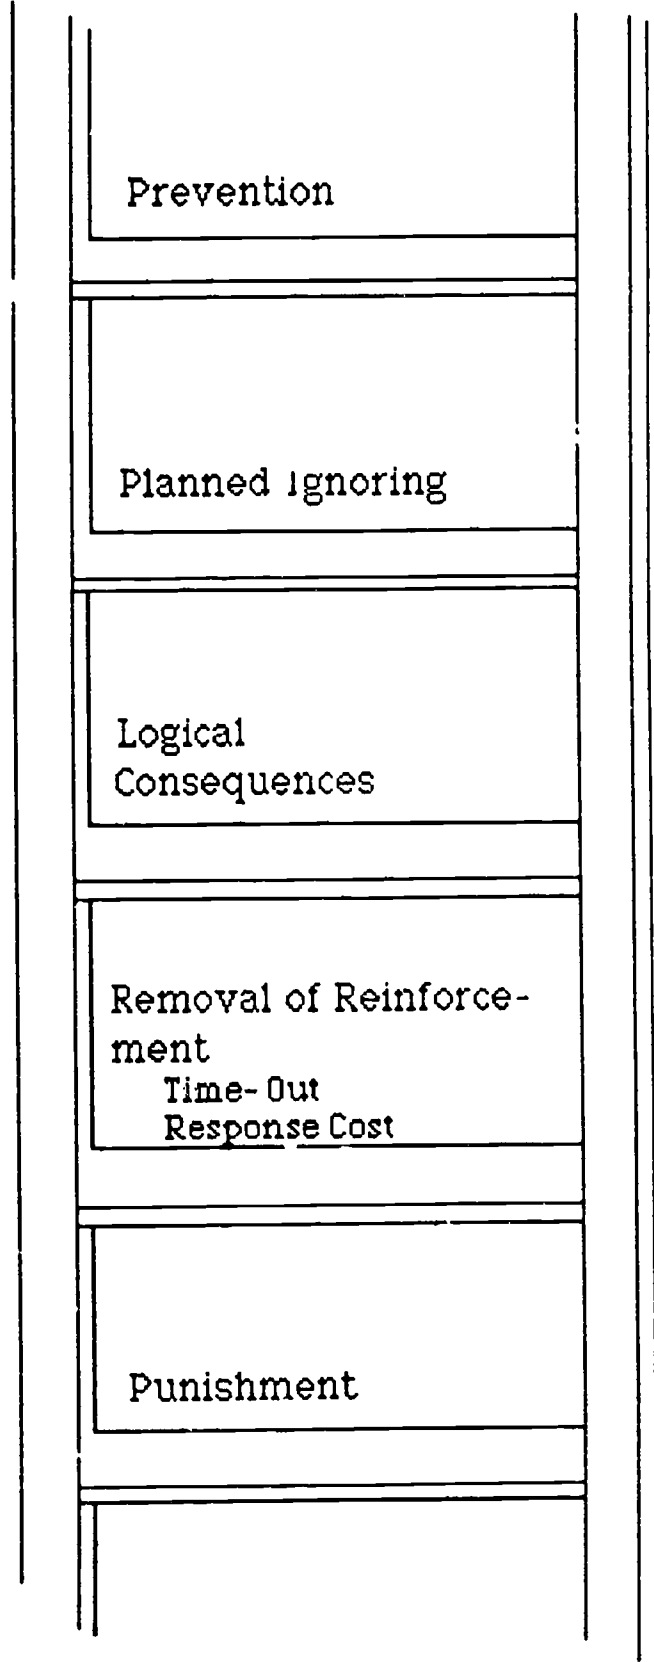 Prevention
Planned Ignoring
Logical
Consequences
Removal of Reinforce-
ment
Time-Out
Response Cost
Punishment